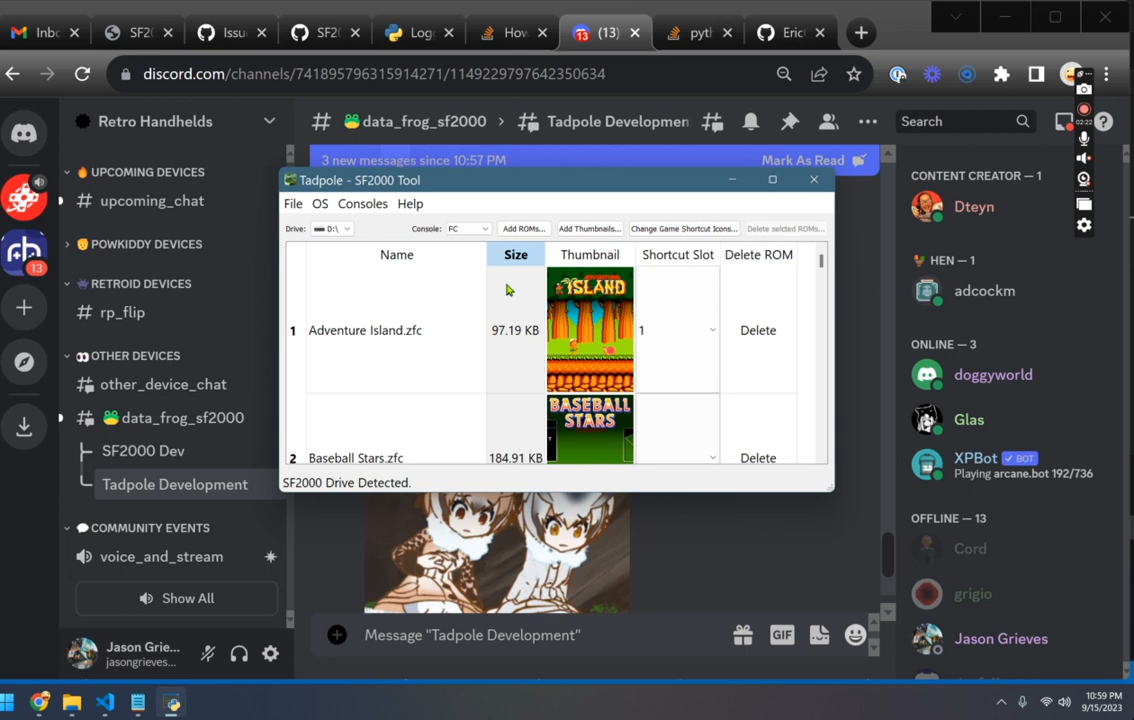 Inbc
SF2(
Issu
SF2(
Log
How
(13)
pyth
Eric
discord.com/channels/741895796315914271/1149229797642350634
Retro Handhelds
🐸data_frog_sf2000
Tadpole Developmen
Search
3 new messages since 10:57 PM
Mark As Read
🔥UPCOMING DEVICES
upcoming_chat
POWKIDDY DEVICES
👾RETROID DEVICES
rp_flip
👀OTHER DEVICES
other_device_chat
🐸data_frog_sf2000
SF2000 Dev
Tadpole Development
💬COMMUNITY EVENTS
voice_and_stream
Show All
13
Jason Grie...
jasongrieves...
Tadpole - SF2000 Tool
File OS Consoles Help
Drive: D:\ Console: FC Add ROMs... Add Thumbnails... Change Game Shortcut Icons... Delete selcted ROMs...
Name Size Thumbnail Shortcut Slot Delete ROM
ISLAND
1 Adventure Island.zfc 97.19 KB 1 Delete
BASEBALL
STARS
2 Baseball Stars.zfc 184.91 KB Delete
SF2000 Drive Detected.
Message "Tadpole Development"
GIF
02:22
CONTENT CREATOR — 1
Dteyn
🐓 HEN — 1
adcockm
ONLINE — 3
doggyworld
Glas
XPBot ✓ BOT
Playing arcane.bot 192/736
OFFLINE — 13
Cord
grigio
Jason Grieves
10:59 PM
9/15/2023